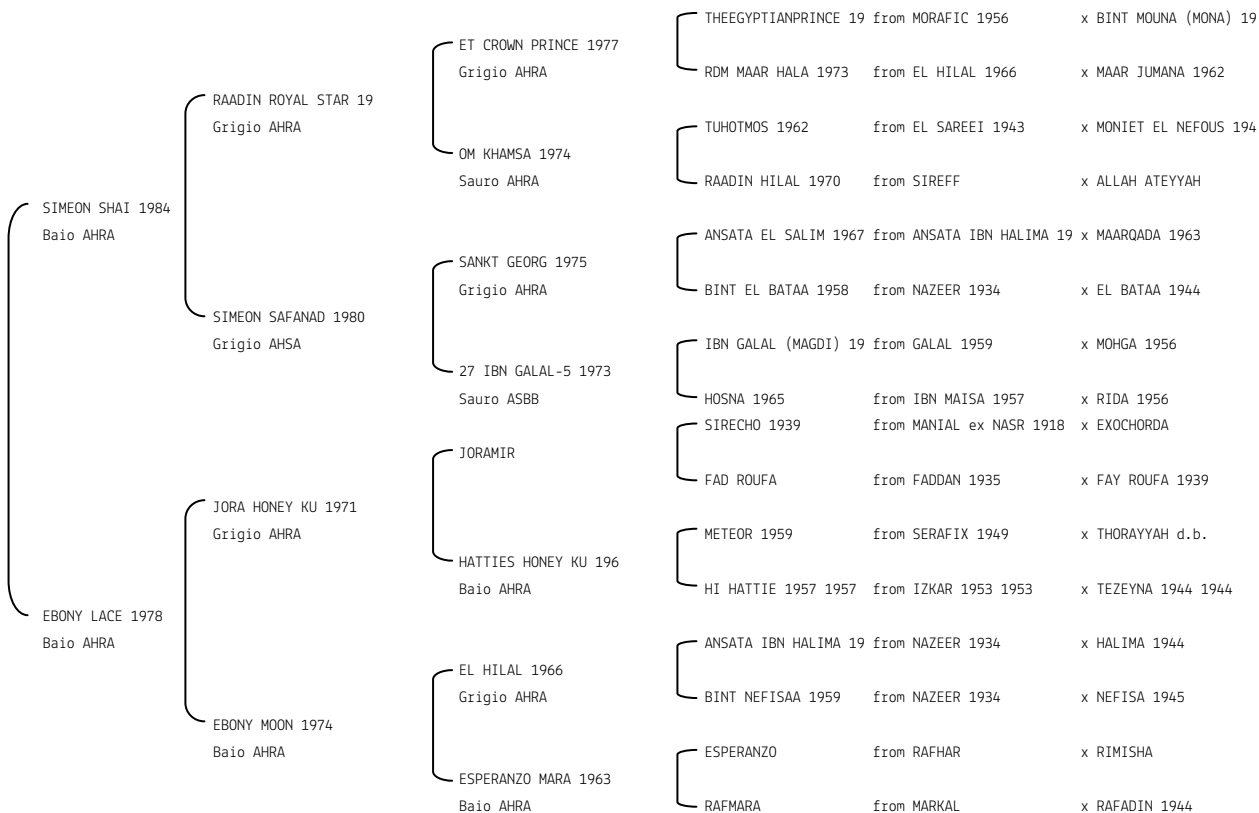 THEEGYPTIANPRINCE 19 from MORAFIC 1956 x BINT MOUNA (MONA) 19
ET CROWN PRINCE 1977
Grigio AHRA
RDM MAAR HALA 1973 from EL HILAL 1966 x MAAR JUMANA 1962
RAADIN ROYAL STAR 19
Grigio AHRA
TUHOTMOS 1962 from EL SAREEI 1943 x MONIET EL NEFOUS 194
OM KHAMSA 1974
Sauro AHRA
RAADIN HILAL 1970 from SIREFF x ALLAH ATEYYAH
SIMEON SHAI 1984
Baio AHRA
ANSATA EL SALIM 1967 from ANSATA IBN HALIMA 19 x MAARQADA 1963
SANKT GEORG 1975
Grigio AHRA
BINT EL BATAA 1958 from NAZEER 1934 x EL BATAA 1944
SIMEON SAFANAD 1980
Grigio AHSA
IBN GALAL (MAGDI) 19 from GALAL 1959 x MOHGA 1956
27 IBN GALAL-5 1973
Sauro ASBB
HOSNA 1965 from IBN MAISA 1957 x RIDA 1956
SIRECHO 1939 from MANIAL ex NASR 1918 x EXOCHORDA
JORAMIR
FAD ROUFA from FADDAN 1935 x FAY ROUFA 1939
JORA HONEY KU 1971
Grigio AHRA
METEOR 1959 from SERAFIX 1949 x THORAYYAH d.b.
HATTIES HONEY KU 196
Baio AHRA
HI HATTIE 1957 1957 from IZKAR 1953 1953 x TEZEYNA 1944 1944
EBONY LACE 1978
Baio AHRA
ANSATA IBN HALIMA 19 from NAZEER 1934 x HALIMA 1944
EL HILAL 1966
Grigio AHRA
BINT NEFISAA 1959 from NAZEER 1934 x NEFISA 1945
EBONY MOON 1974
Baio AHRA
ESPERANZO from RAFHAR x RIMISHA
ESPERANZO MARA 1963
Baio AHRA
RAFMARA from MARKAL x RAFADIN 1944